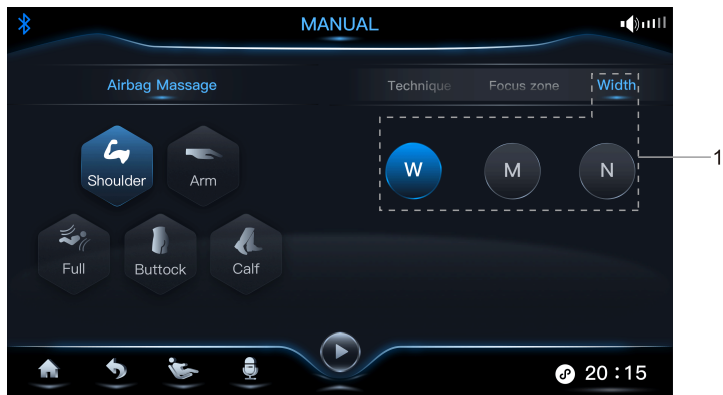 MANUAL
Airbag Massage
Technique Focus zone Width
1
W M N
Shoulder Arm
Full Buttock Calf
20:15